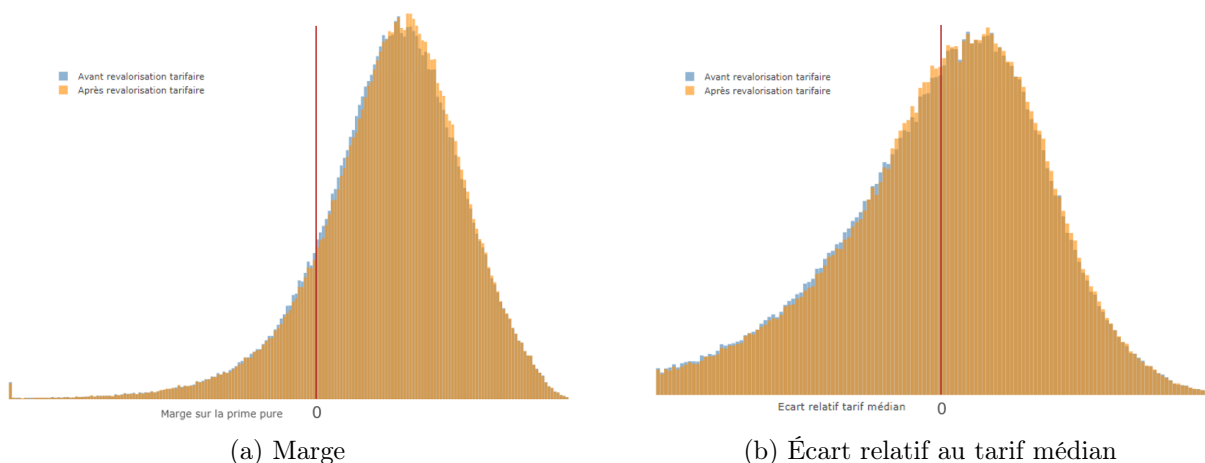 Avant revalorisation tarifaire
Après revalorisation tarifaire
Marge sur la prime pure
0
(a) Marge
Avant revalorisation tarifaire
Après revalorisation tarifaire
Ecart relatif tarif médian
0
(b) Écart relatif au tarif médian